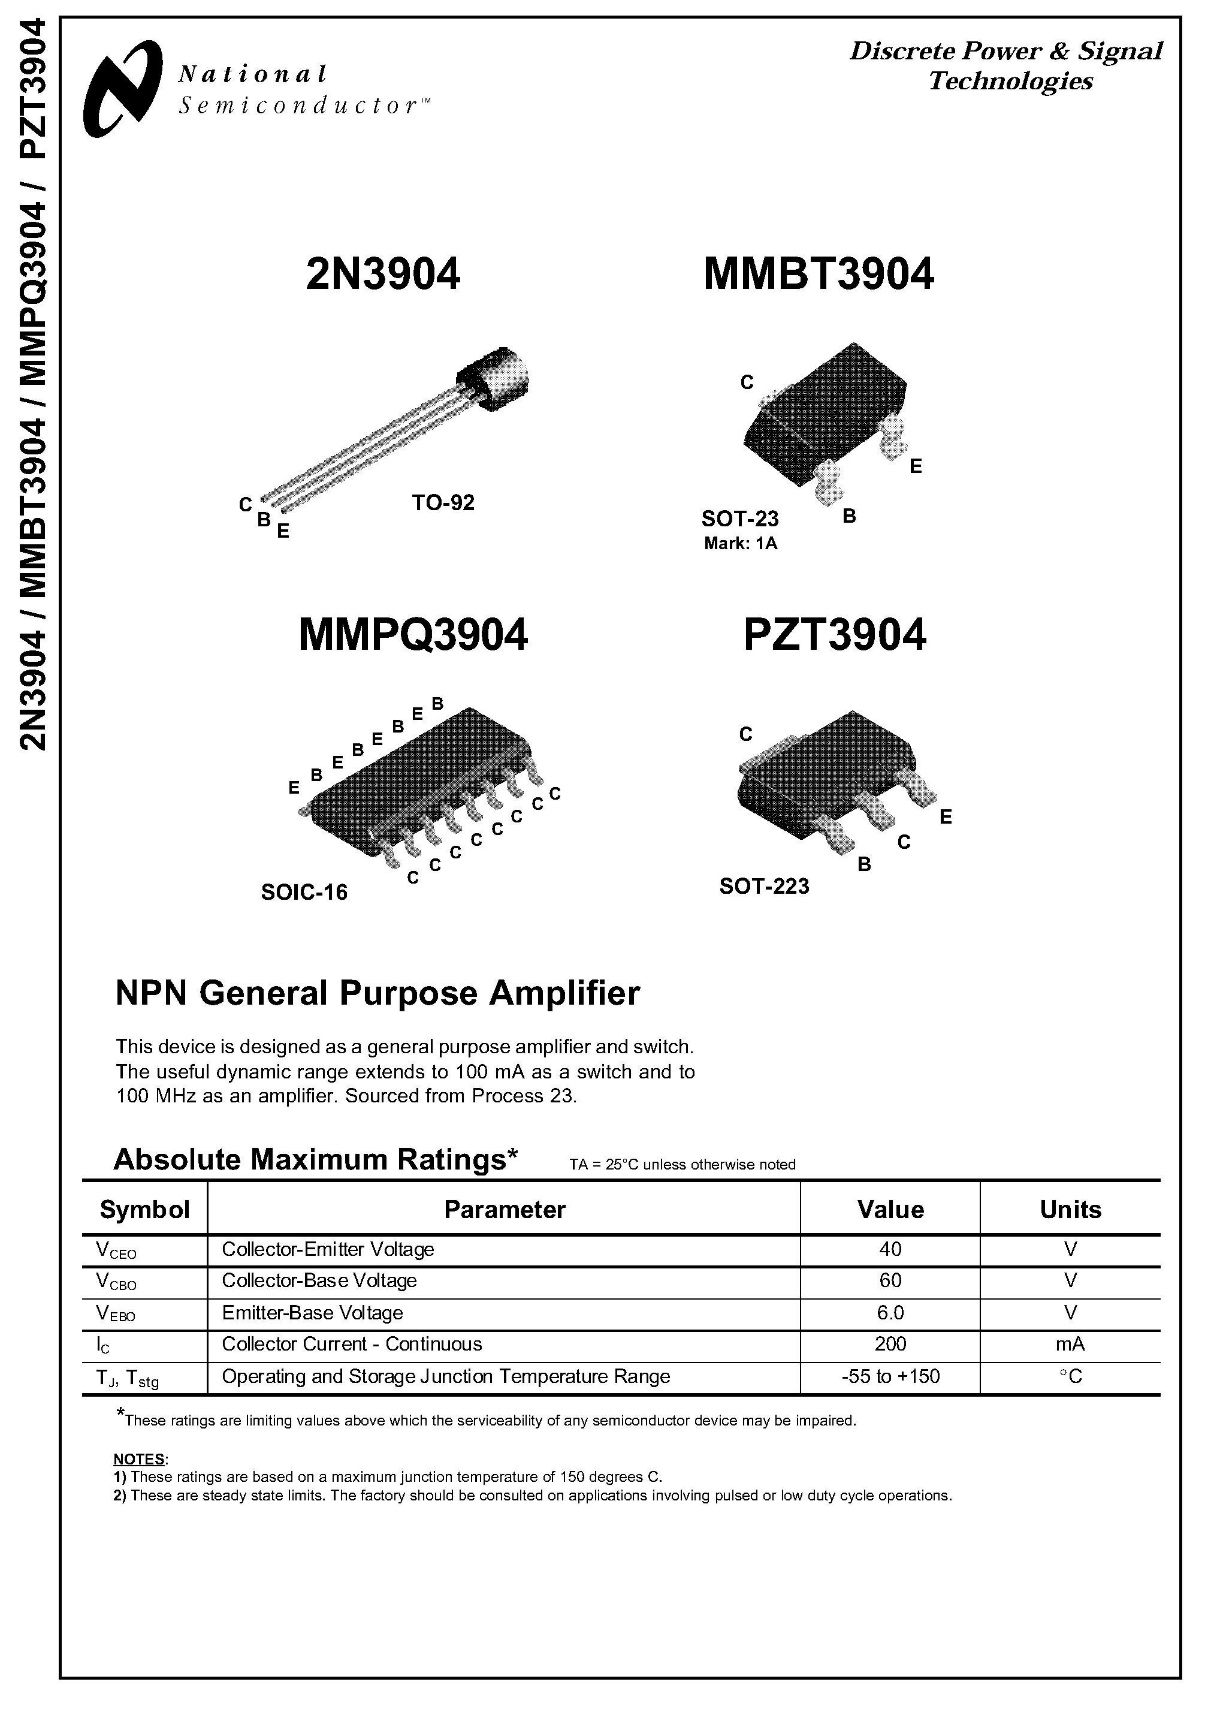 2N3904 / MMBT3904 / MMPQ3904 / PZT3904
National
Semiconductor™
Discrete Power & Signal
Technologies
2N3904
C
B
E
TO-92
MMBT3904
C
E
B
SOT-23
Mark: 1A
MMPQ3904
E
B
E
B
E
B
E
B
C
C
C
C
C
C
C
C
SOIC-16
PZT3904
C
E
C
B
SOT-223
NPN General Purpose Amplifier
This device is designed as a general purpose amplifier and switch.
The useful dynamic range extends to 100 mA as a switch and to
100 MHz as an amplifier. Sourced from Process 23.
Absolute Maximum Ratings* TA = 25°C unless otherwise noted
Symbol Parameter Value Units
VCEO Collector-Emitter Voltage 40 V
VCBO Collector-Base Voltage 60 V
VEBO Emitter-Base Voltage 6.0 V
IC Collector Current - Continuous 200 mA
TJ, Tstg Operating and Storage Junction Temperature Range -55 to +150 °C
*These ratings are limiting values above which the serviceability of any semiconductor device may be impaired.
NOTES:
1) These ratings are based on a maximum junction temperature of 150 degrees C.
2) These are steady state limits. The factory should be consulted on applications involving pulsed or low duty cycle operations.